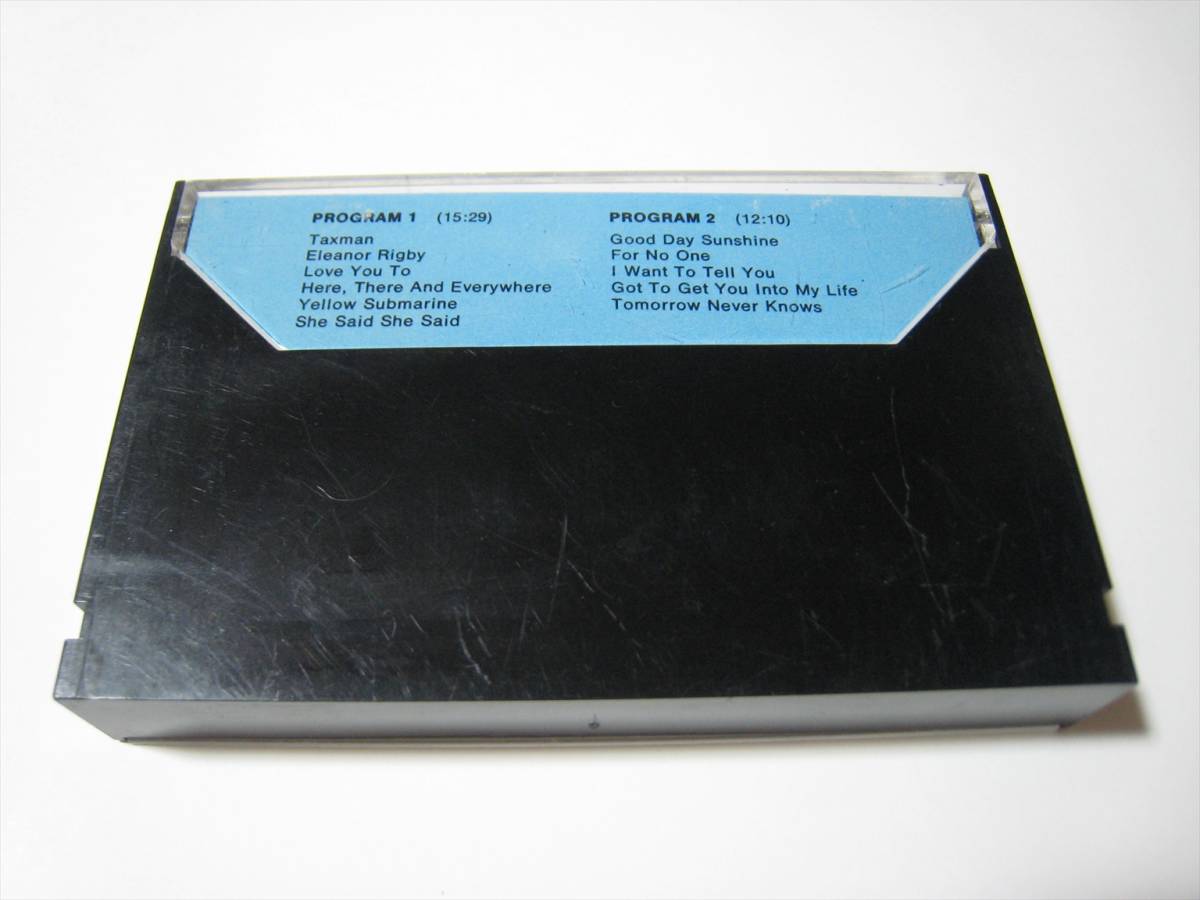 PROGRAM 1 (15:29)
Taxman
Eleanor Rigby
Love You To
Here, There And Everywhere
Yellow Submarine
She Said She Said
PROGRAM 2 (12:10)
Good Day Sunshine
For No One
I Want To Tell You
Got To Get You Into My Life
Tomorrow Never Knows